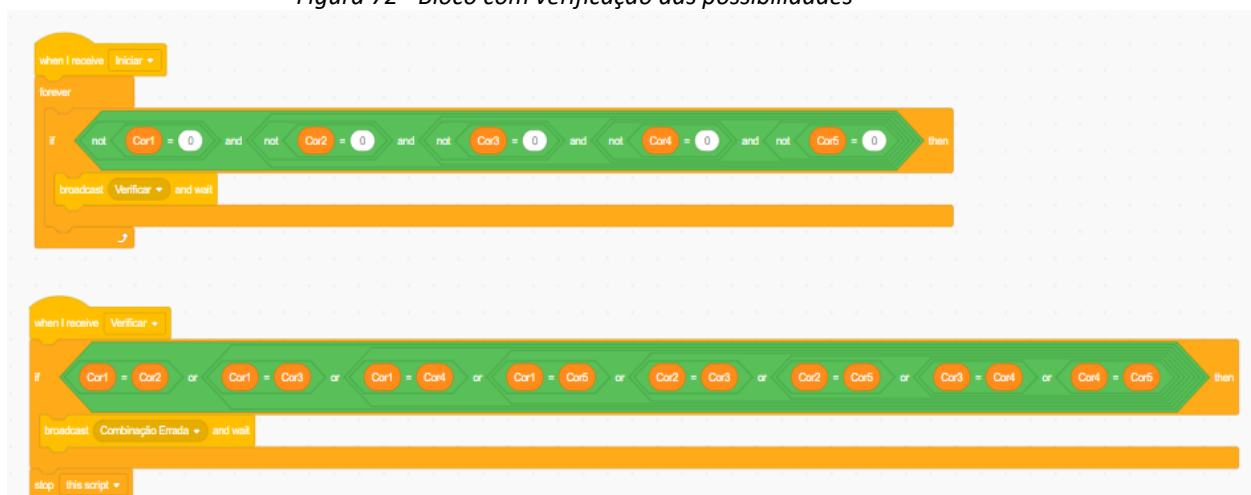 Figura 72 - Bloco com verificação das possibilidades
when I receive Iniciar
forever
if not Cor1 = 0 and not Cor2 = 0 and not Cor3 = 0 and not Cor4 = 0 and not Cor5 = 0 then
broadcast Verificar and wait
when I receive Verificar
if Cor1 = Cor2 or Cor1 = Cor3 or Cor1 = Cor4 or Cor1 = Cor5 or Cor2 = Cor3 or Cor2 = Cor5 or Cor3 = Cor4 or Cor4 = Cor5 then
broadcast Combinação Errada and wait
stop this script